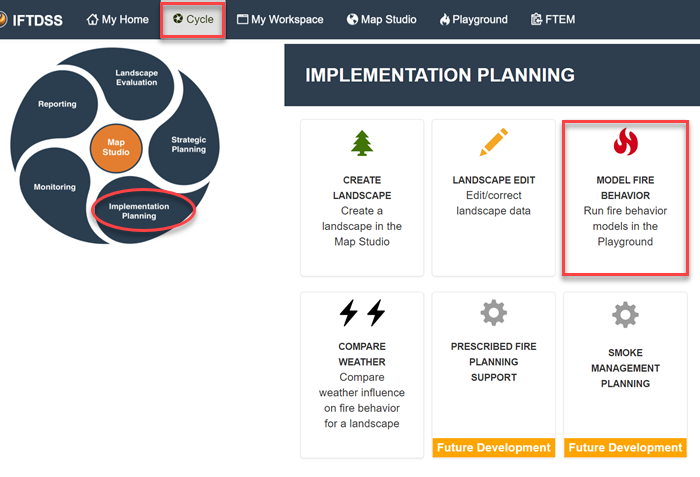 IFTDSS My Home Cycle My Workspace Map Studio Playground FTEM
Landscape
Evaluation
Reporting
Map
Studio
Strategic
Planning
Monitoring
Implementation
Planning
IMPLEMENTATION PLANNING
CREATE
LANDSCAPE
Create a
landscape in the
Map Studio
LANDSCAPE EDIT
Edit/correct
landscape data
MODEL FIRE
BEHAVIOR
Run fire behavior
models in the
Playground
COMPARE
WEATHER
Compare
weather influence
on fire behavior
for a landscape
PRESCRIBED FIRE
PLANNING
SUPPORT
Future Development
SMOKE
MANAGEMENT
PLANNING
Future Development